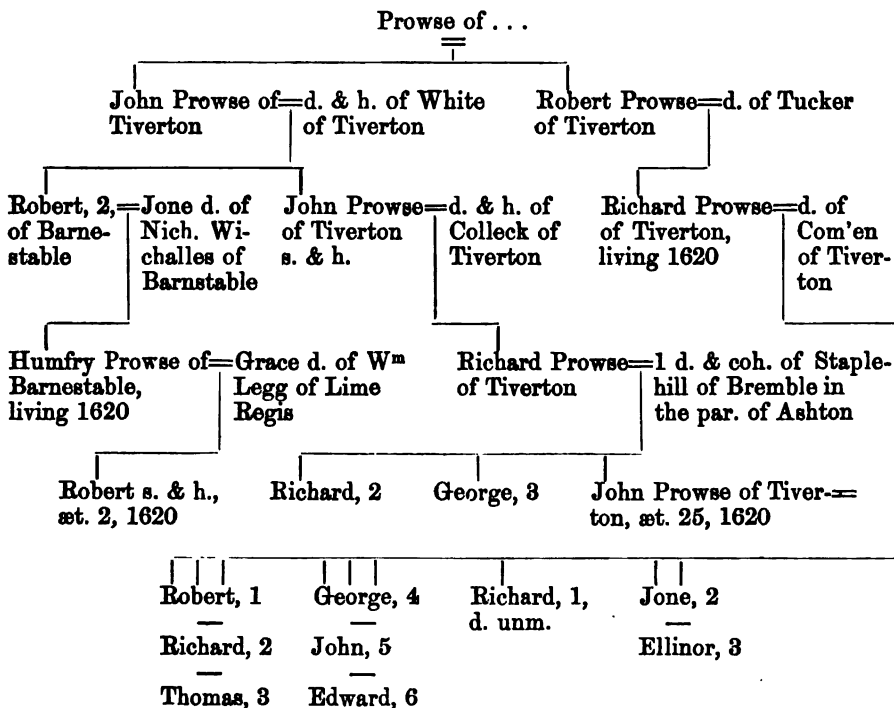 Prowse of . . .
John Prowse of=d. & h. of White
Tiverton
of Tiverton
Robert Prowse=d. of Tucker
of Tiverton
Robert, 2,=Jone d. of
of Barne-
stable
Nich. Wi-
challes of
Barnstable
John Prowse=d. & h. of
of Tiverton
s. & h.
Colleck of
Tiverton
Richard Prowse=d. of
of Tiverton,
living 1620
Com'en
of Tiver-
ton
Humfry Prowse of=Grace d. of Wᵐ
Barnestable,
living 1620
Legg of Lime
Regis
Richard Prowse=1 d. & coh. of Staple-
of Tiverton
hill of Bremble in
the par. of Ashton
Robert s. & h.,
æt. 2, 1620
Richard, 2
George, 3
John Prowse of Tiver-=
ton, æt. 25, 1620
Robert, 1
Richard, 2
Thomas, 3
George, 4
John, 5
Edward, 6
Richard, 1,
d. unm.
Jone, 2
Ellinor, 3